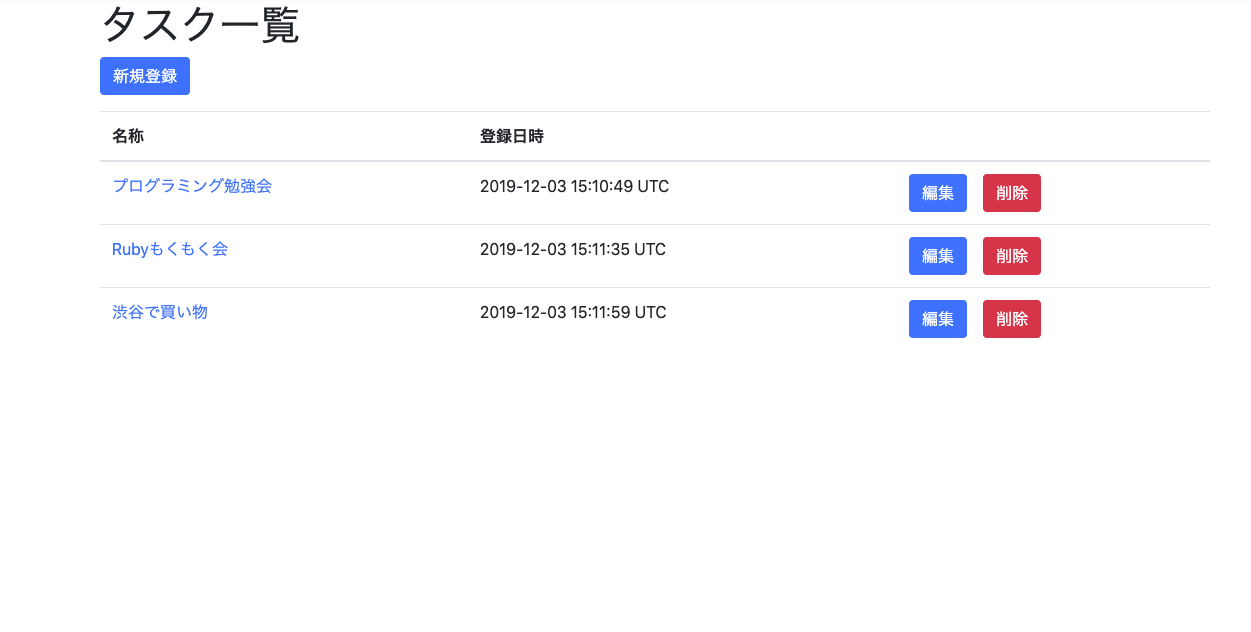 タスク一覧
新規登録
名称 登録日時
プログラミング勉強会 2019-12-03 15:10:49 UTC 編集 削除
Rubyもくもく会 2019-12-03 15:11:35 UTC 編集 削除
渋谷で買い物 2019-12-03 15:11:59 UTC 編集 削除